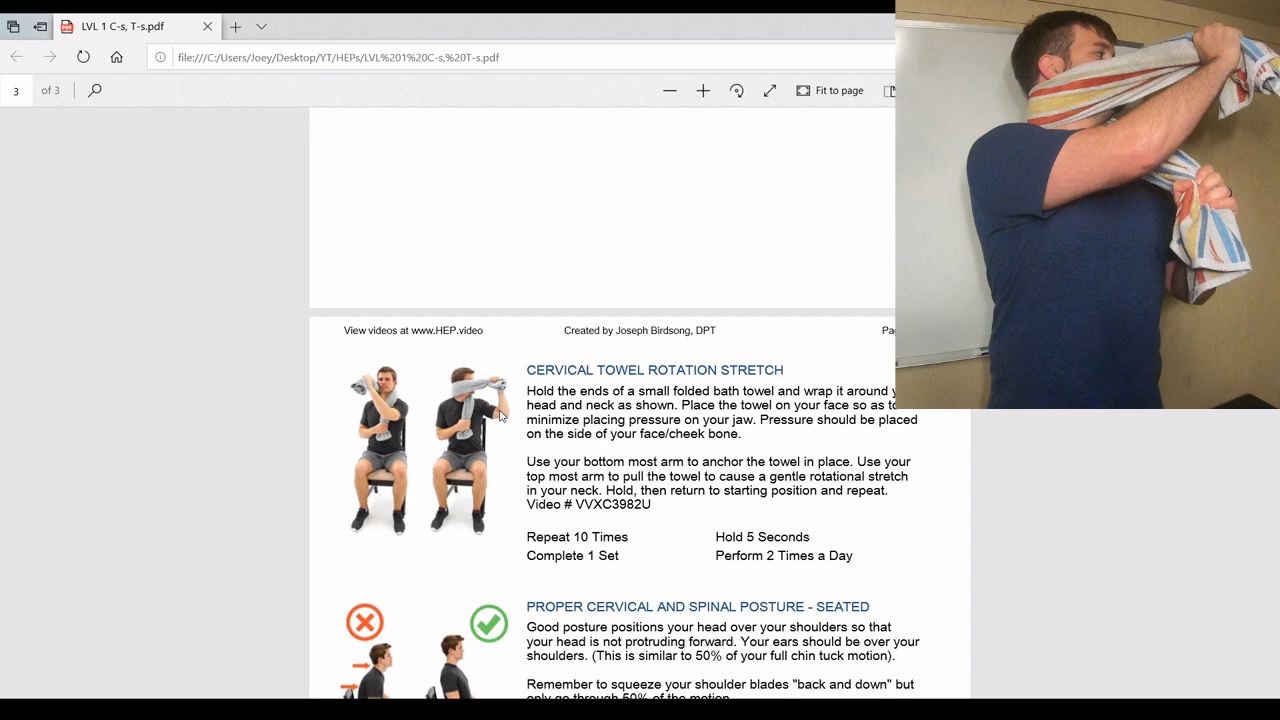 LVL 1 C-s, T-s.pdf
file:///C:/Users/Joey/Desktop/YT/HEPs/LVL%201%20C-s,%20T-s.pdf
3 of 3
Fit to page
View videos at www.HEP.video Created by Joseph Birdsong, DPT
CERVICAL TOWEL ROTATION STRETCH
Hold the ends of a small folded bath towel and wrap it around
head and neck as shown. Place the towel on your face so as to
minimize placing pressure on your jaw. Pressure should be placed
on the side of your face/cheek bone.
Use your bottom most arm to anchor the towel in place. Use your
top most arm to pull the towel to cause a gentle rotational stretch
in your neck. Hold, then return to starting position and repeat.
Video # VVXC3982U
Repeat 10 Times Hold 5 Seconds
Complete 1 Set Perform 2 Times a Day
PROPER CERVICAL AND SPINAL POSTURE - SEATED
Good posture positions your head over your shoulders so that
your head is not protruding forward. Your ears should be over your
shoulders. (This is similar to 50% of your full chin tuck motion).
Remember to squeeze your shoulder blades "back and down" but
only go through 50% of the motion